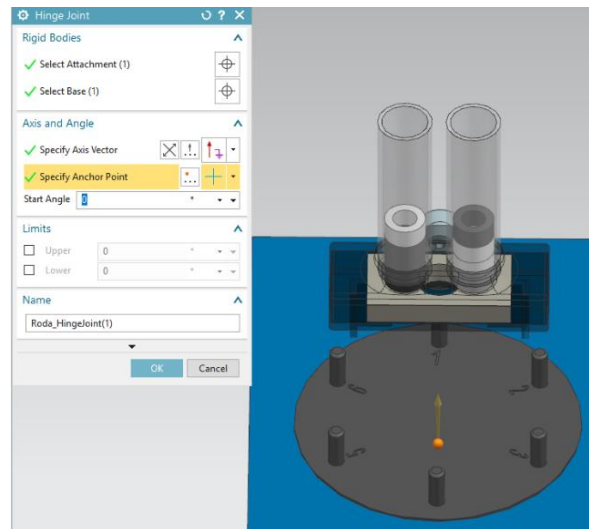 Hinge Joint
Rigid Bodies
Select Attachment (1)
Select Base (1)
Axis and Angle
Specify Axis Vector
Specify Anchor Point
Start Angle 0 °
Limits
Upper 0 °
Lower 0 °
Name
Roda_HingeJoint(1)
OK Cancel
1
6 2
5 3